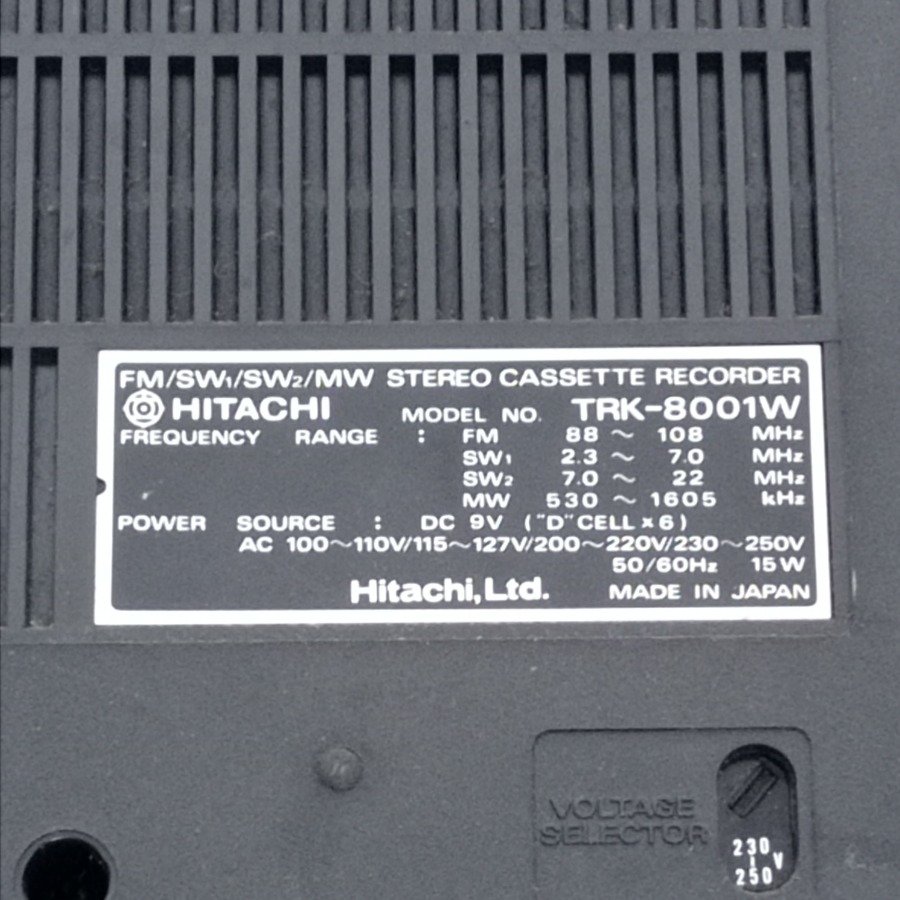 FM/SW₁/SW₂/MW STEREO CASSETTE RECORDER
HITACHI MODEL NO. TRK-8001W
FREQUENCY RANGE : FM 88 ~ 108 MHz
SW₁ 2.3 ~ 7.0 MHz
SW₂ 7.0 ~ 22 MHz
MW 530 ~ 1605 kHz
POWER SOURCE : DC 9V ("D" CELL × 6)
AC 100~110V/115~127V/200~220V/230~250V
50/60Hz 15W
Hitachi, Ltd. MADE IN JAPAN
VOLTAGE
SELECTOR
230
~ V
250